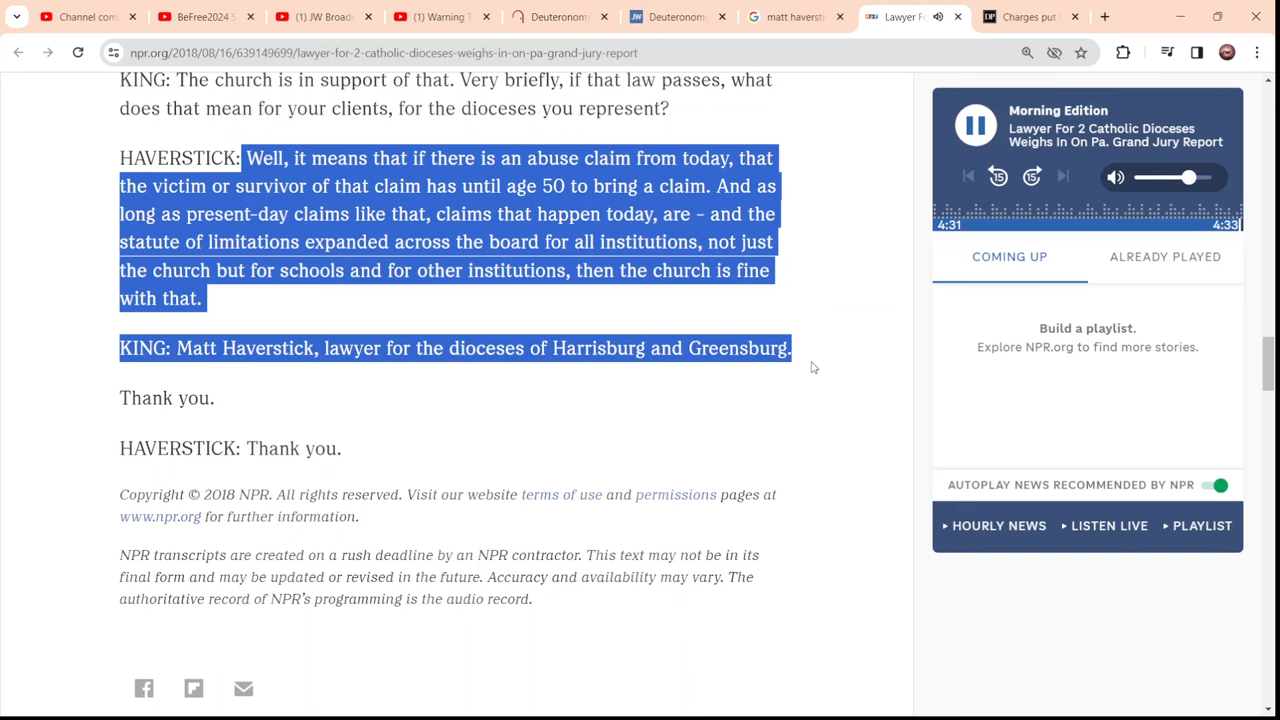 Channel com
BeFree2024 S
(1) JW Broad
(1) Warning T
Deuteronomy
Deuteronomy
matt haversti
Lawyer F
Charges put
npr.org/2018/08/16/639149699/lawyer-for-2-catholic-dioceses-weighs-in-on-pa-grand-jury-report
KING: The church is in support of that. Very briefly, if that law passes, what
does that mean for your clients, for the dioceses you represent?
HAVERSTICK: Well, it means that if there is an abuse claim from today, that
the victim or survivor of that claim has until age 50 to bring a claim. And as
long as present-day claims like that, claims that happen today, are - and the
statute of limitations expanded across the board for all institutions, not just
the church but for schools and for other institutions, then the church is fine
with that.
KING: Matt Haverstick, lawyer for the dioceses of Harrisburg and Greensburg.
Thank you.
HAVERSTICK: Thank you.
Copyright © 2018 NPR. All rights reserved. Visit our website terms of use and permissions pages at
www.npr.org for further information.
NPR transcripts are created on a rush deadline by an NPR contractor. This text may not be in its
final form and may be updated or revised in the future. Accuracy and availability may vary. The
authoritative record of NPR's programming is the audio record.
Morning Edition
Lawyer For 2 Catholic Dioceses
Weighs In On Pa. Grand Jury Report
15
15
4:31
4:33
COMING UP
ALREADY PLAYED
Build a playlist.
Explore NPR.org to find more stories.
AUTOPLAY NEWS RECOMMENDED BY NPR
HOURLY NEWS
LISTEN LIVE
PLAYLIST